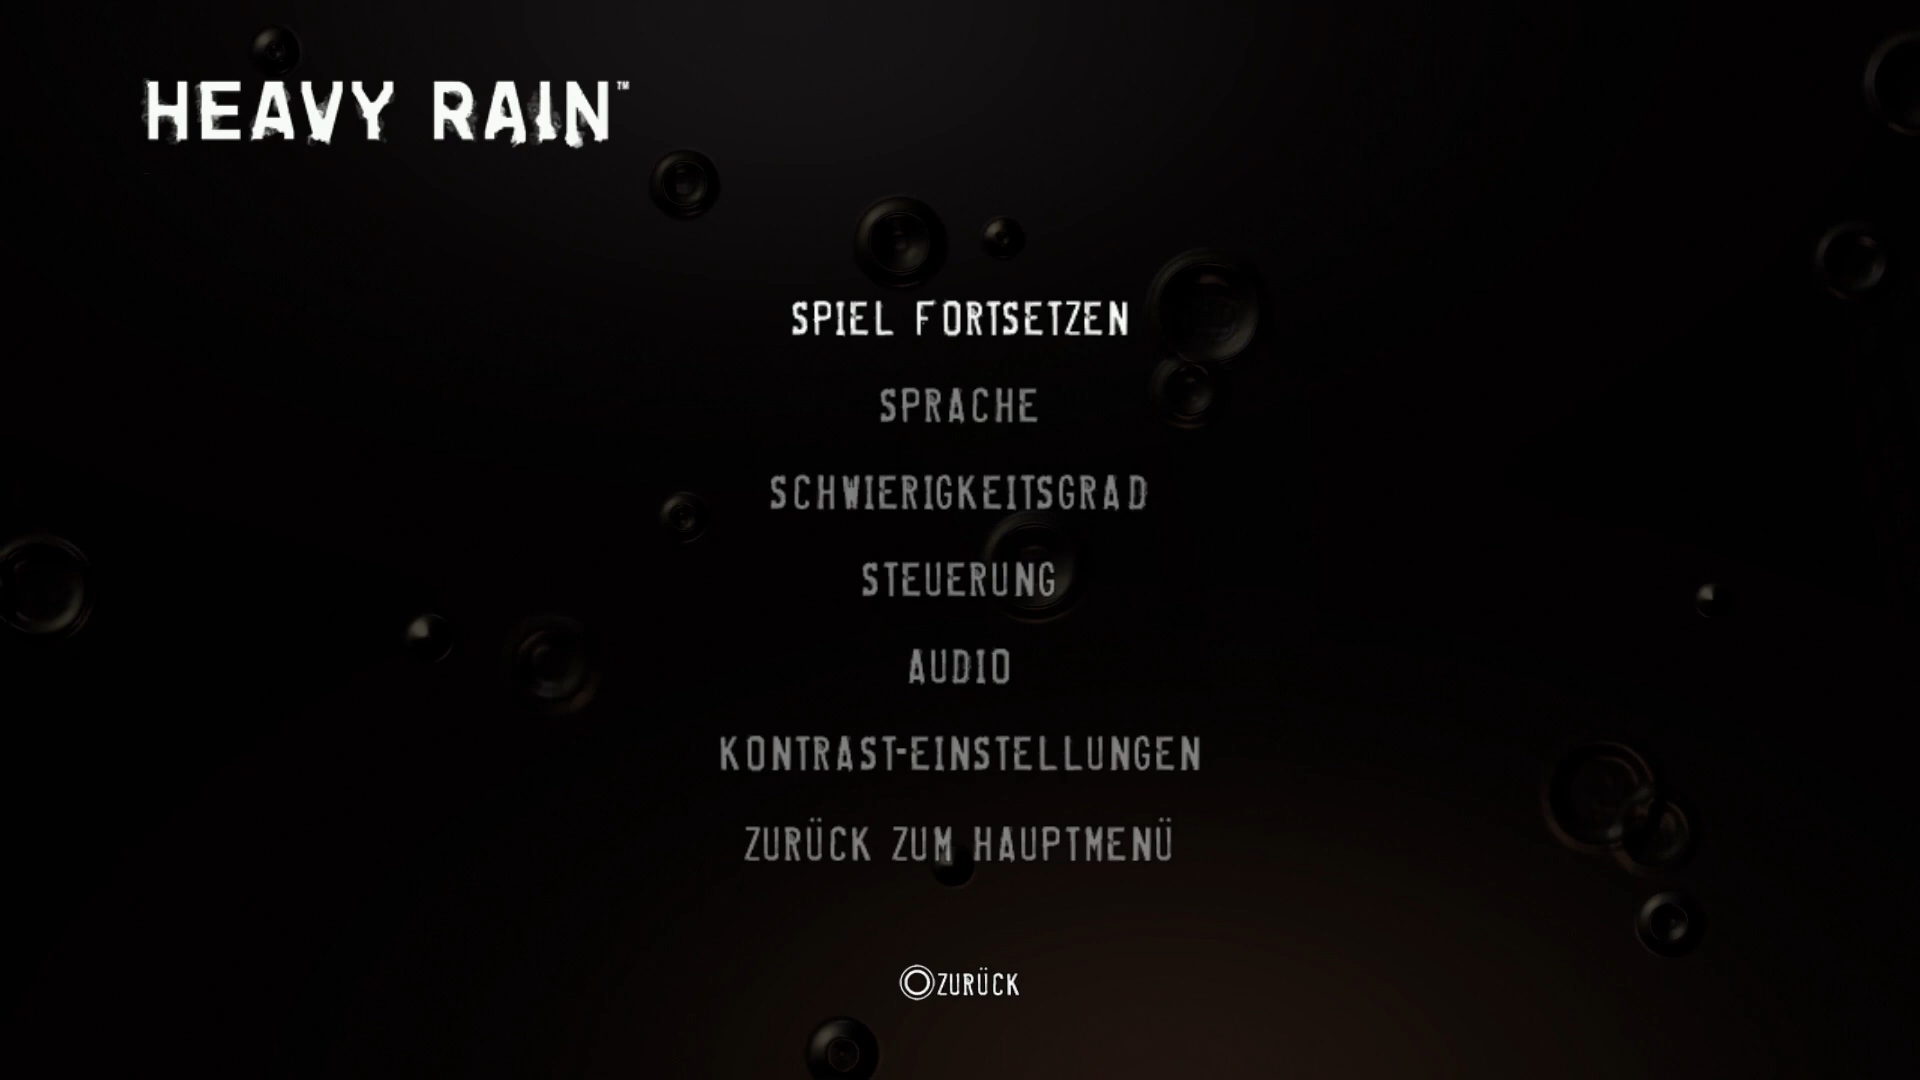 HEAVY RAIN™
SPIEL FORTSETZEN
SPRACHE
SCHWIERIGKEITSGRAD
STEUERUNG
AUDIO
KONTRAST-EINSTELLUNGEN
ZURÜCK ZUM HAUPTMENÜ
ZURÜCK